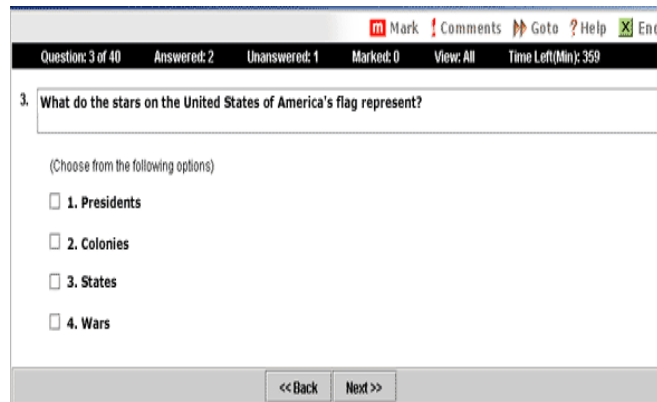 m Mark ! Comments Goto ? Help X End
Question: 3 of 40 Answered: 2 Unanswered: 1 Marked: 0 View: All Time Left(Min): 359
3. What do the stars on the United States of America's flag represent?
(Choose from the following options)
1. Presidents
2. Colonies
3. States
4. Wars
<< Back Next >>